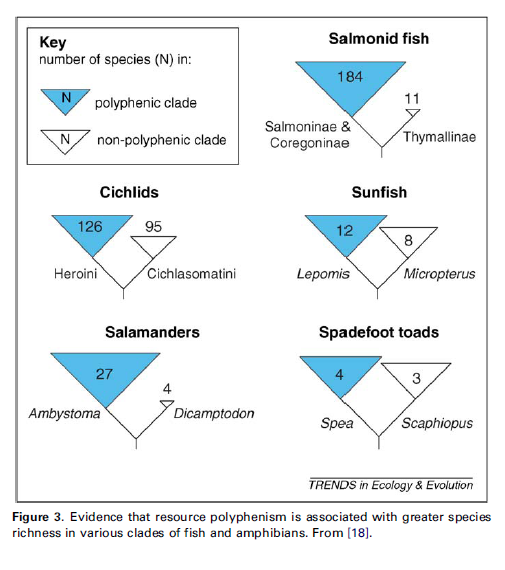 Key
number of species (N) in:
N polyphenic clade
N non-polyphenic clade
Salmonid fish
184
11
Salmoninae &
Coregoninae
Thymallinae
Cichlids
126
95
Heroini
Cichlasomatini
Sunfish
12
8
Lepomis
Micropterus
Salamanders
27
4
Ambystoma
Dicamptodon
Spadefoot toads
4
3
Spea
Scaphiopus
TRENDS in Ecology & Evolution
Figure 3. Evidence that resource polyphenism is associated with greater species
richness in various clades of fish and amphibians. From [18].